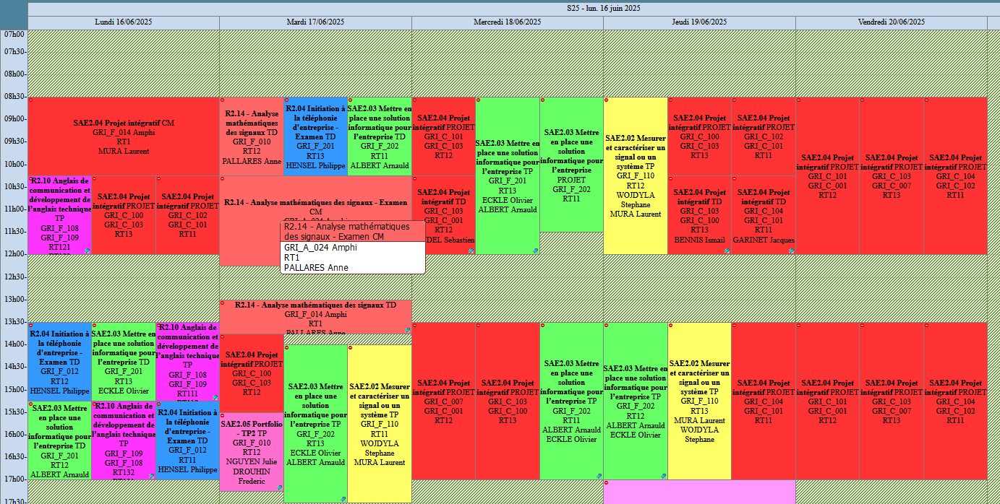 S25 - lun. 16 juin 2025
Lundi 16/06/2025
Mardi 17/06/2025
Mercredi 18/06/2025
Jeudi 19/06/2025
Vendredi 20/06/2025
07h00
07h30
08h00
08h30
09h00
09h30
10h00
10h30
11h00
11h30
12h00
12h30
13h00
13h30
14h00
14h30
15h00
15h30
16h00
16h30
17h00
17h30
SAE2.04 Projet intégratif CM
GRI_F_014 Amphi
RT1
MURA Laurent
R2.10 Anglais de
communication et
développement de
l'anglais technique
TP
GRI_F_108
GRI_F_109
RT121
SAE2.04 Projet
intégratif PROJET
GRI_C_100
GRI_C_103
RT13
SAE2.04 Projet
intégratif PROJET
GRI_C_102
GRI_C_101
RT11
R2.04 Initiation à
la téléphonie
d'entreprise -
Examen TD
GRI_F_012
RT12
HENSEL Philippe
SAE2.03 Mettre en
place une solution
informatique pour
l'entreprise TD
GRI_F_201
RT13
ECKLE Olivier
R2.10 Anglais de
communication et
développement de
l'anglais technique
TP
GRI_F_108
GRI_F_109
RT111
SAE2.03 Mettre
en place une
solution
informatique pour
l'entreprise TD
GRI_F_201
RT12
ALBERT Arnauld
R2.10 Anglais de
communication et
développement de
l'anglais technique
TP
GRI_F_109
GRI_F_108
RT132
R2.04 Initiation à
la téléphonie
d'entreprise -
Examen TD
GRI_F_012
RT11
HENSEL Philippe
R2.14 - Analyse
mathématiques
des signaux TD
GRI_F_010
RT12
PALLARES Anne
R2.04 Initiation à
la téléphonie
d'entreprise -
Examen TD
GRI_F_201
RT13
HENSEL Philippe
SAE2.03 Mettre en
place une solution
informatique pour
l'entreprise TD
GRI_F_202
RT11
ALBERT Arnauld
R2.14 - Analyse mathématiques des signaux - Examen
CM
R2.14 - Analyse mathématiques
des signaux - Examen CM
GRI_A_024 Amphi
RT1
PALLARES Anne
R2.14 - Analyse mathématiques des signaux TD
GRI_F_014 Amphi
RT1
PALLARES Anne
SAE2.04 Projet
intégratif PROJET
GRI_C_100
GRI_C_103
RT12
SAE2.05 Portfolio
- TP2 TP
GRI_F_010
RT12
NGUYEN Julie
DROUHIN
Frederic
SAE2.03 Mettre
en place une
solution
informatique pour
l'entreprise TP
GRI_F_202
RT13
ECKLE Olivier
ALBERT Arnauld
SAE2.02 Mesurer
et caractériser un
signal ou un
système TP
GRI_F_110
RT11
WOJDYLA
Stephane
MURA Laurent
SAE2.04 Projet
intégratif PROJET
GRI_C_101
GRI_C_103
RT12
SAE2.04 Projet
intégratif TD
GRI_C_103
GRI_C_001
RT12
DEL Sebastien
SAE2.03 Mettre en
place une solution
informatique pour
l'entreprise TP
GRI_F_201
RT13
ECKLE Olivier
ALBERT Arnauld
SAE2.03 Mettre
en place une
solution
informatique pour
l'entreprise
PROJET
GRI_F_202
RT11
SAE2.04 Projet
intégratif PROJET
GRI_C_007
GRI_C_001
RT12
SAE2.04 Projet
intégratif PROJET
GRI_C_103
GRI_C_100
RT13
SAE2.03 Mettre
en place une
solution
informatique pour
l'entreprise TP
GRI_F_202
RT11
ALBERT Arnauld
ECKLE Olivier
SAE2.02 Mesurer
et caractériser un
signal ou un
système TP
GRI_F_110
RT12
WOJDYLA
Stephane
MURA Laurent
SAE2.04 Projet
intégratif PROJET
GRI_C_100
GRI_C_103
RT13
SAE2.04 Projet
intégratif PROJET
GRI_C_102
GRI_C_101
RT11
SAE2.04 Projet
intégratif TD
GRI_C_103
GRI_C_100
RT13
BENNIS Ismail
SAE2.04 Projet
intégratif TD
GRI_C_104
GRI_C_101
RT11
GARINET Jacques
SAE2.03 Mettre
en place une
solution
informatique pour
l'entreprise TP
GRI_F_202
RT12
ALBERT Arnauld
ECKLE Olivier
SAE2.02 Mesurer
et caractériser un
signal ou un
système TP
GRI_F_110
RT13
MURA Laurent
WOJDYLA
Stephane
SAE2.04 Projet
intégratif PROJET
GRI_C_104
GRI_C_101
RT11
SAE2.04 Projet
intégratif PROJET
GRI_C_101
GRI_C_001
RT12
SAE2.04 Projet
intégratif PROJET
GRI_C_103
GRI_C_007
RT13
SAE2.04 Projet
intégratif PROJET
GRI_C_104
GRI_C_102
RT11
SAE2.04 Projet
intégratif PROJET
GRI_C_101
GRI_C_001
RT12
SAE2.04 Projet
intégratif PROJET
GRI_C_103
GRI_C_007
RT13
SAE2.04 Projet
intégratif PROJET
GRI_C_104
GRI_C_102
RT11